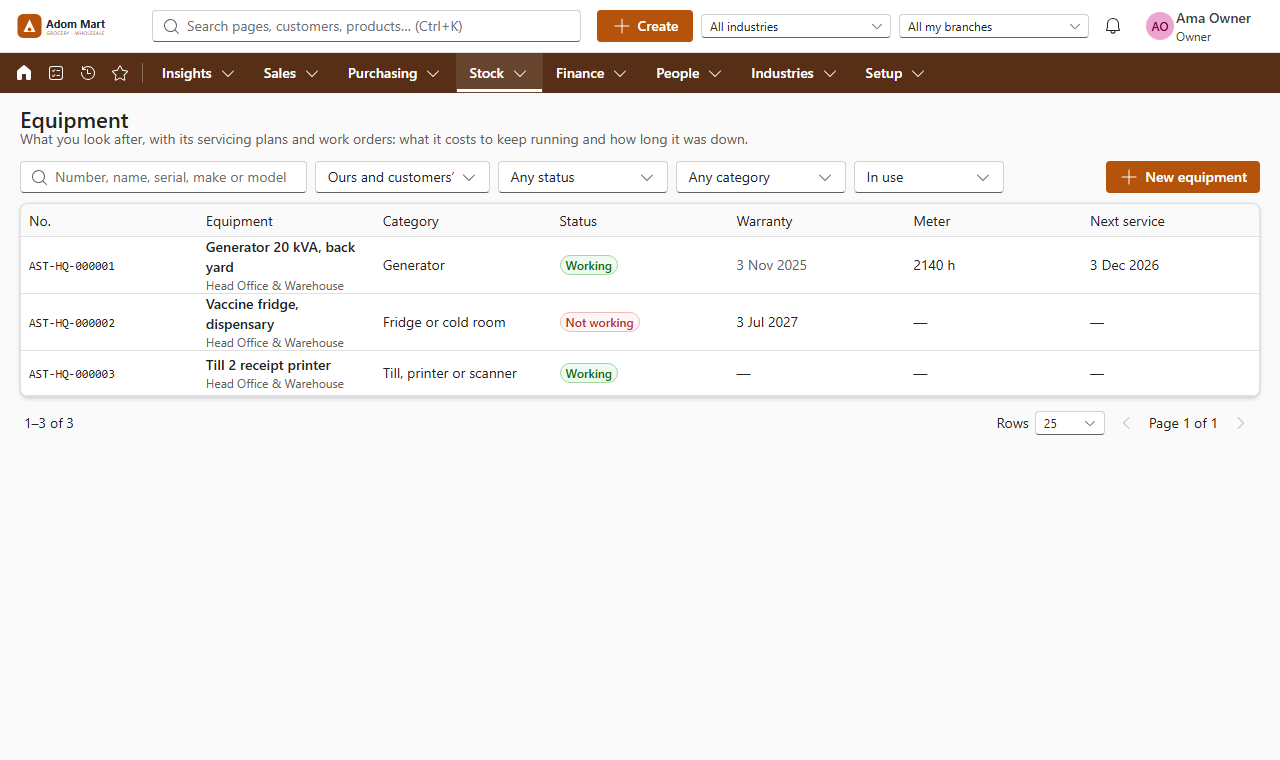 Adom Mart
GROCERY · WHOLESALE
Search pages, customers, products... (Ctrl+K)
Create
All industries
All my branches
AO
Ama Owner
Owner
Insights
Sales
Purchasing
Stock
Finance
People
Industries
Setup
Equipment
What you look after, with its servicing plans and work orders: what it costs to keep running and how long it was down.
Number, name, serial, make or model
Ours and customers’
Any status
Any category
In use
New equipment
No. Equipment Category Status Warranty Meter Next service
AST-HQ-000001 Generator 20 kVA, back yard Generator Working 3 Nov 2025 2140 h 3 Dec 2026
Head Office & Warehouse
AST-HQ-000002 Vaccine fridge, dispensary Fridge or cold room Not working 3 Jul 2027 — —
Head Office & Warehouse
AST-HQ-000003 Till 2 receipt printer Till, printer or scanner Working — — —
Head Office & Warehouse
1–3 of 3
Rows 25 Page 1 of 1